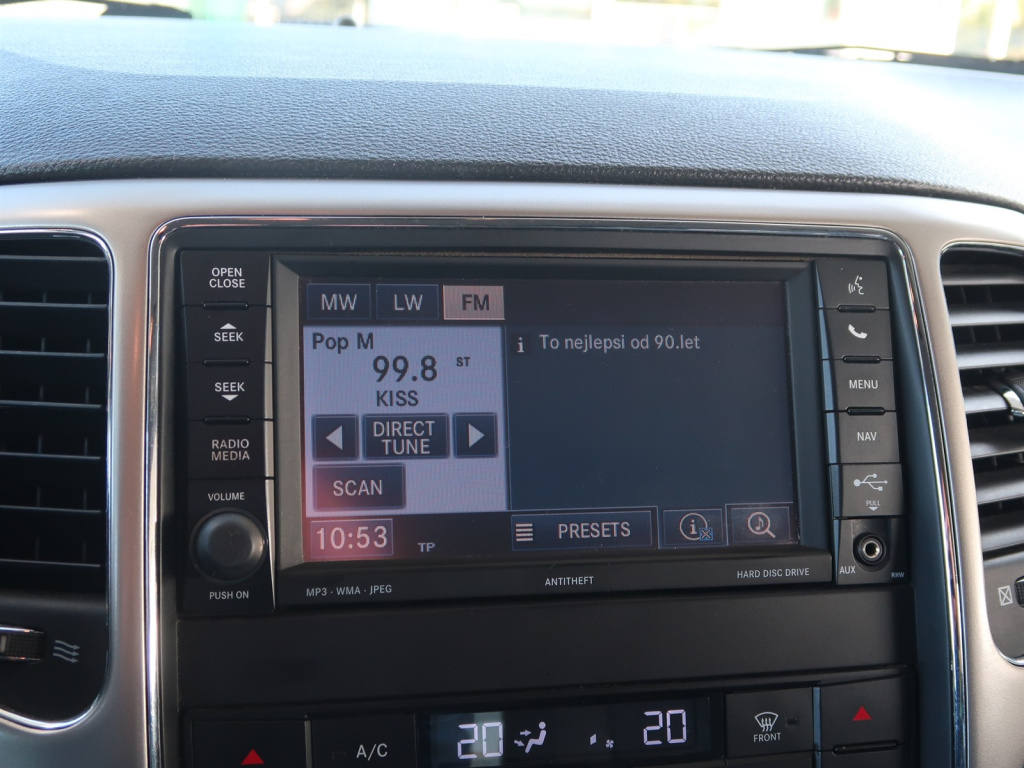 OPEN
CLOSE
SEEK
SEEK
RADIO
MEDIA
VOLUME
PUSH ON
MW LW FM
Pop M
99.8 ST
KISS
DIRECT
TUNE
SCAN
10:53 TP
i To nejlepsi od 90.let
PRESETS
i
MENU
NAV
PULL
AUX
RHW
MP3 · WMA · JPEG
ANTITHEFT
HARD DISC DRIVE
A/C
20
20
FRONT